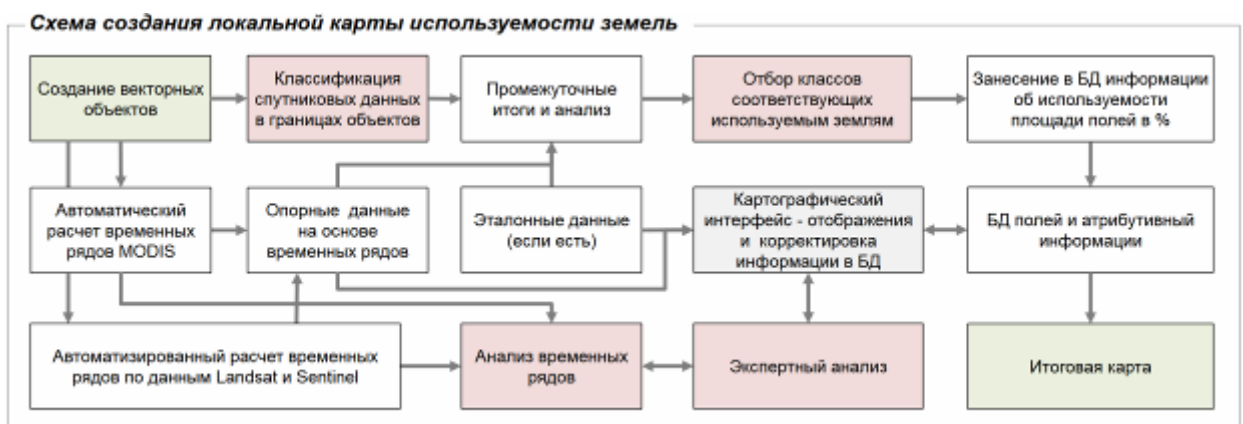 Схема создания локальной карты используемости земель
Создание векторных
объектов
Классификация
спутниковых данных
в границах объектов
Промежуточные
итоги и анализ
Отбор классов
соответствующих
используемым землям
Занесение в БД информации
об используемости
площади полей в %
Автоматический
расчет временных
рядов MODIS
Опорные данные
на основе
временных рядов
Эталонные данные
(если есть)
Картографический
интерфейс - отображения
и корректировка
информации в БД
БД полей и атрибутивный
информации
Автоматизированный расчет временных
рядов по данным Landsat и Sentinel
Анализ временных
рядов
Экспертный анализ
Итоговая карта